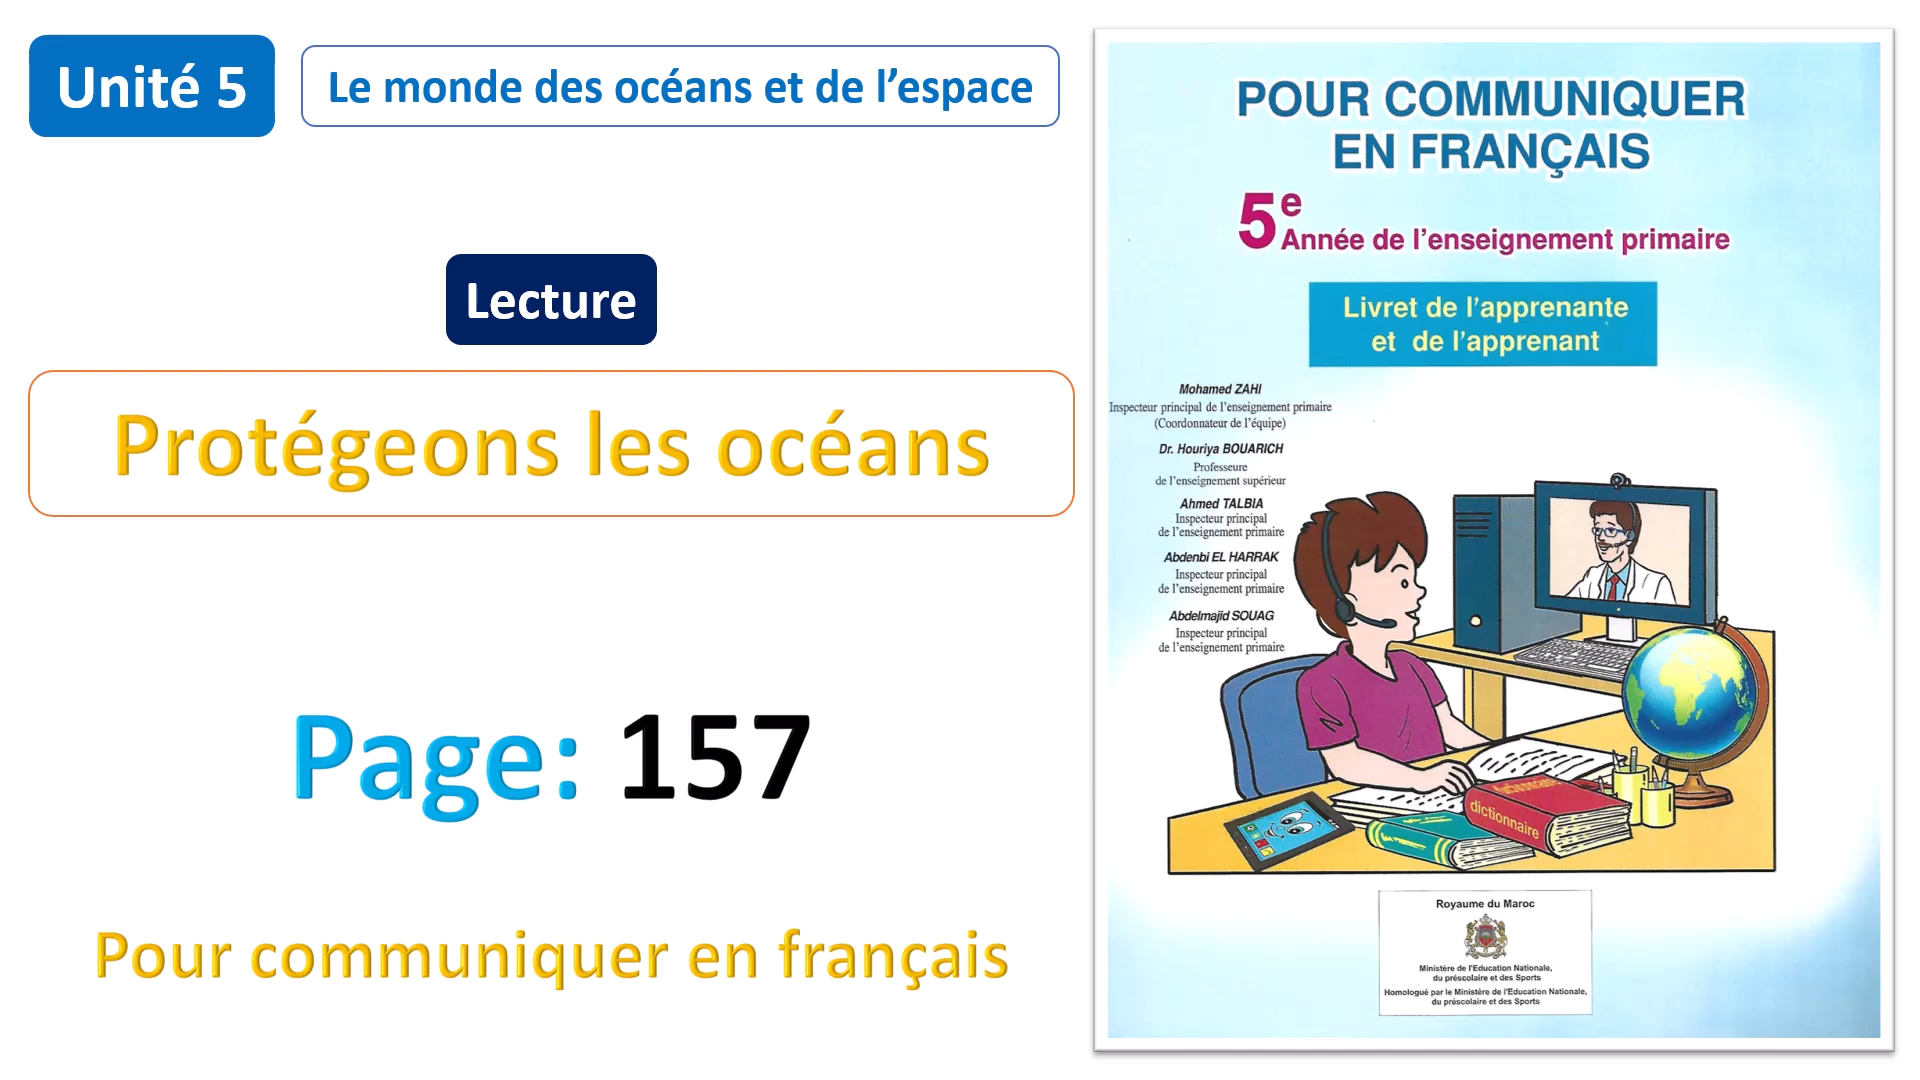 Unité 5
Le monde des océans et de l’espace
Lecture
Protégeons les océans
Page: 157
Pour communiquer en français
POUR COMMUNIQUER
EN FRANÇAIS
5e
Année de l’enseignement primaire
Livret de l’apprenante
et de l’apprenant
Mohamed ZAHI
Inspecteur principal de l’enseignement primaire
(Coordonnateur de l’équipe)
Dr. Houriya BOUARICH
Professeure
de l’enseignement supérieur
Ahmed TALBIA
Inspecteur principal
de l’enseignement primaire
Abdenbi EL HARRAK
Inspecteur principal
de l’enseignement primaire
Abdelmajid SOUAG
Inspecteur principal
de l’enseignement primaire
dictionnaire
dictionnaire
Royaume du Maroc
Ministère de l'Education Nationale,
du préscolaire et des Sports
Homologué par le Ministère de l'Education Nationale,
du préscolaire et des Sports